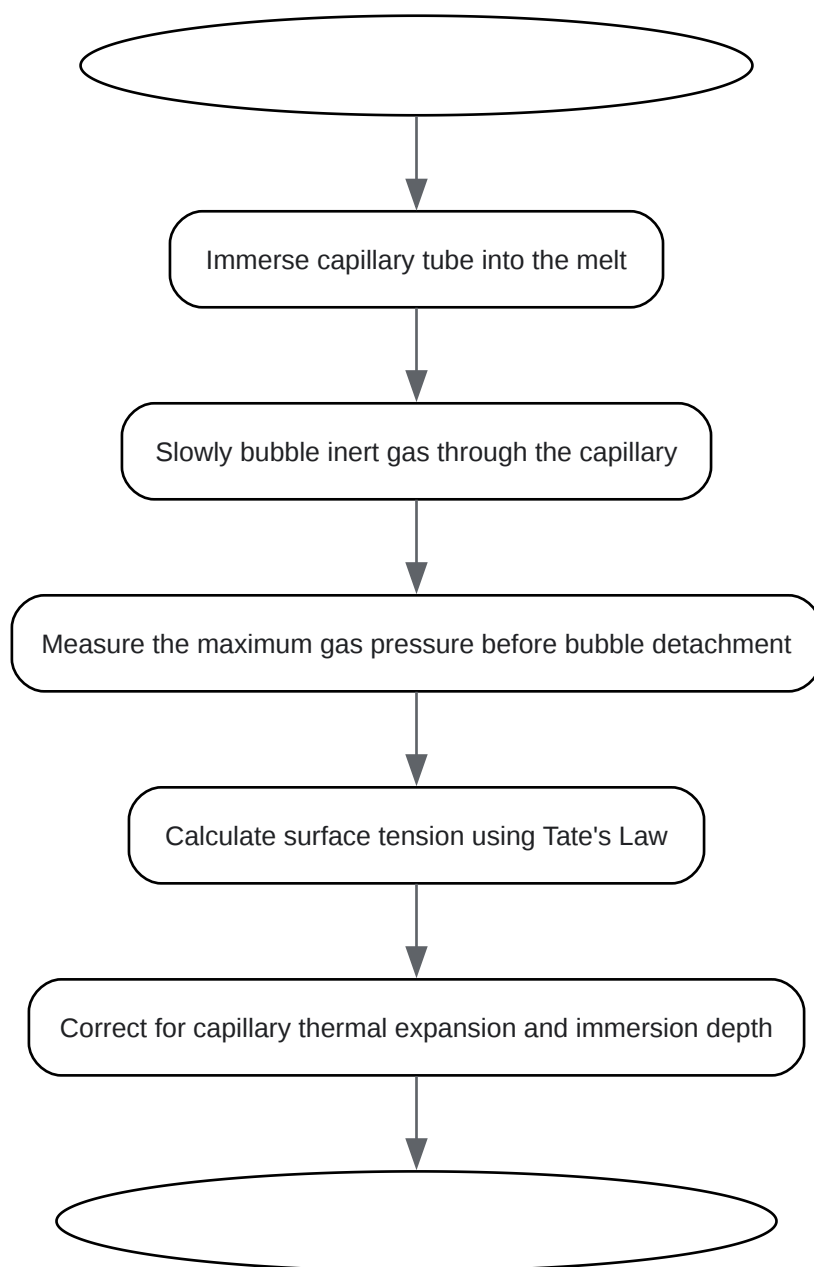 Immerse capillary tube into the melt
Slowly bubble inert gas through the capillary
Measure the maximum gas pressure before bubble detachment
Calculate surface tension using Tate's Law
Correct for capillary thermal expansion and immersion depth